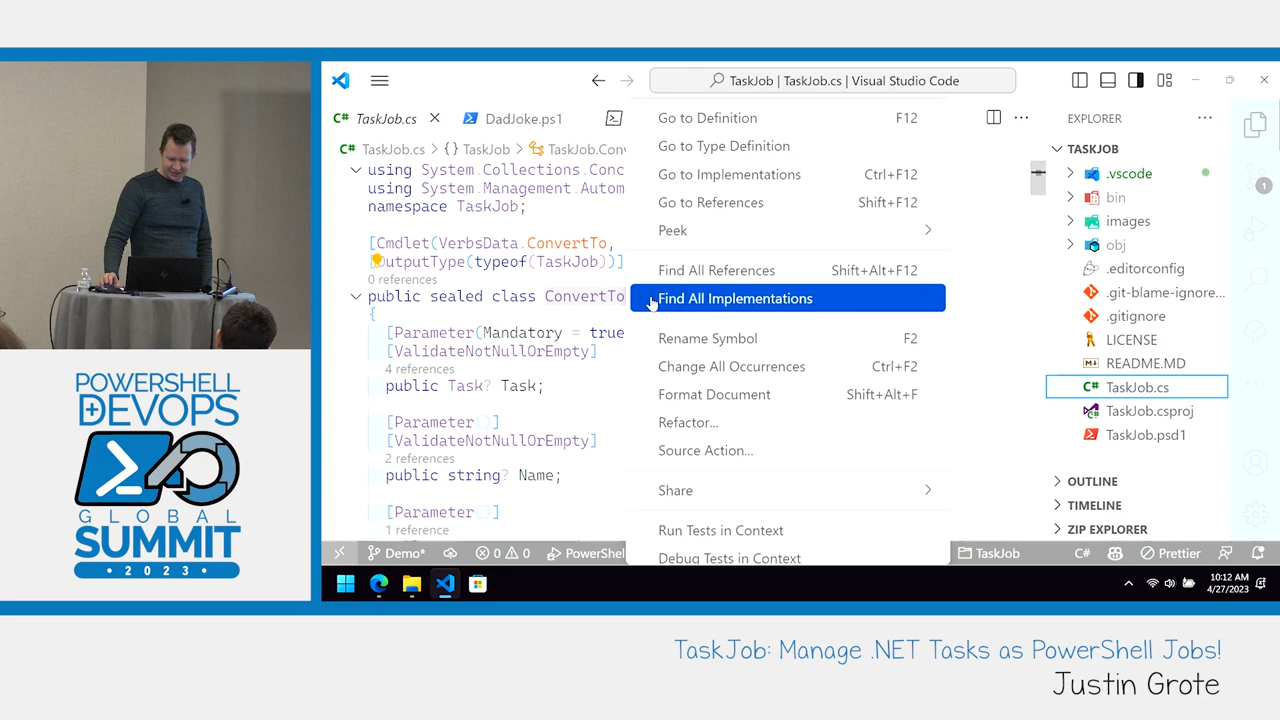 TaskJob | TaskJob.cs | Visual Studio Code
TaskJob.cs
DadJoke.ps1
TaskJob.cs > {} TaskJob > TaskJob.Conv
using System.Collections.Conc
using System.Management.Autom
namespace TaskJob;
[Cmdlet(VerbsData.ConvertTo,
[OutputType(typeof(TaskJob))]
0 references
public sealed class ConvertTo
{
[Parameter(Mandatory = true
[ValidateNotNullOrEmpty]
4 references
public Task? Task;
[Parameter()]
[ValidateNotNullOrEmpty]
2 references
public string? Name;
[Parameter()]
1 reference
Go to Definition F12
Go to Type Definition
Go to Implementations Ctrl+F12
Go to References Shift+F12
Peek
Find All References Shift+Alt+F12
Find All Implementations
Rename Symbol F2
Change All Occurrences Ctrl+F2
Format Document Shift+Alt+F
Refactor...
Source Action...
Share
Run Tests in Context
Debug Tests in Context
EXPLORER
TASKJOB
.vscode
bin
images
obj
.editorconfig
.git-blame-ignore...
.gitignore
LICENSE
README.MD
TaskJob.cs
TaskJob.csproj
TaskJob.psd1
OUTLINE
TIMELINE
ZIP EXPLORER
1
Demo* 0 0 PowerShel TaskJob C# Prettier
10:12 AM
4/27/2023
POWERSHELL
+DEVOPS
GLOBAL
SUMMIT
• 2023 •
TaskJob: Manage .NET Tasks as PowerShell Jobs!
Justin Grote